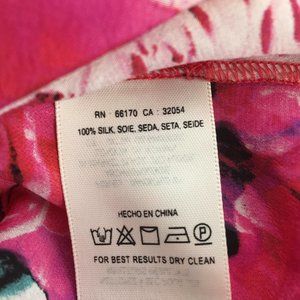 RN 66170 CA : 32054
100% SILK, SOIE, SEDA, SETA, SEIDE
HECHO EN CHINA
FOR BEST RESULTS DRY CLEAN